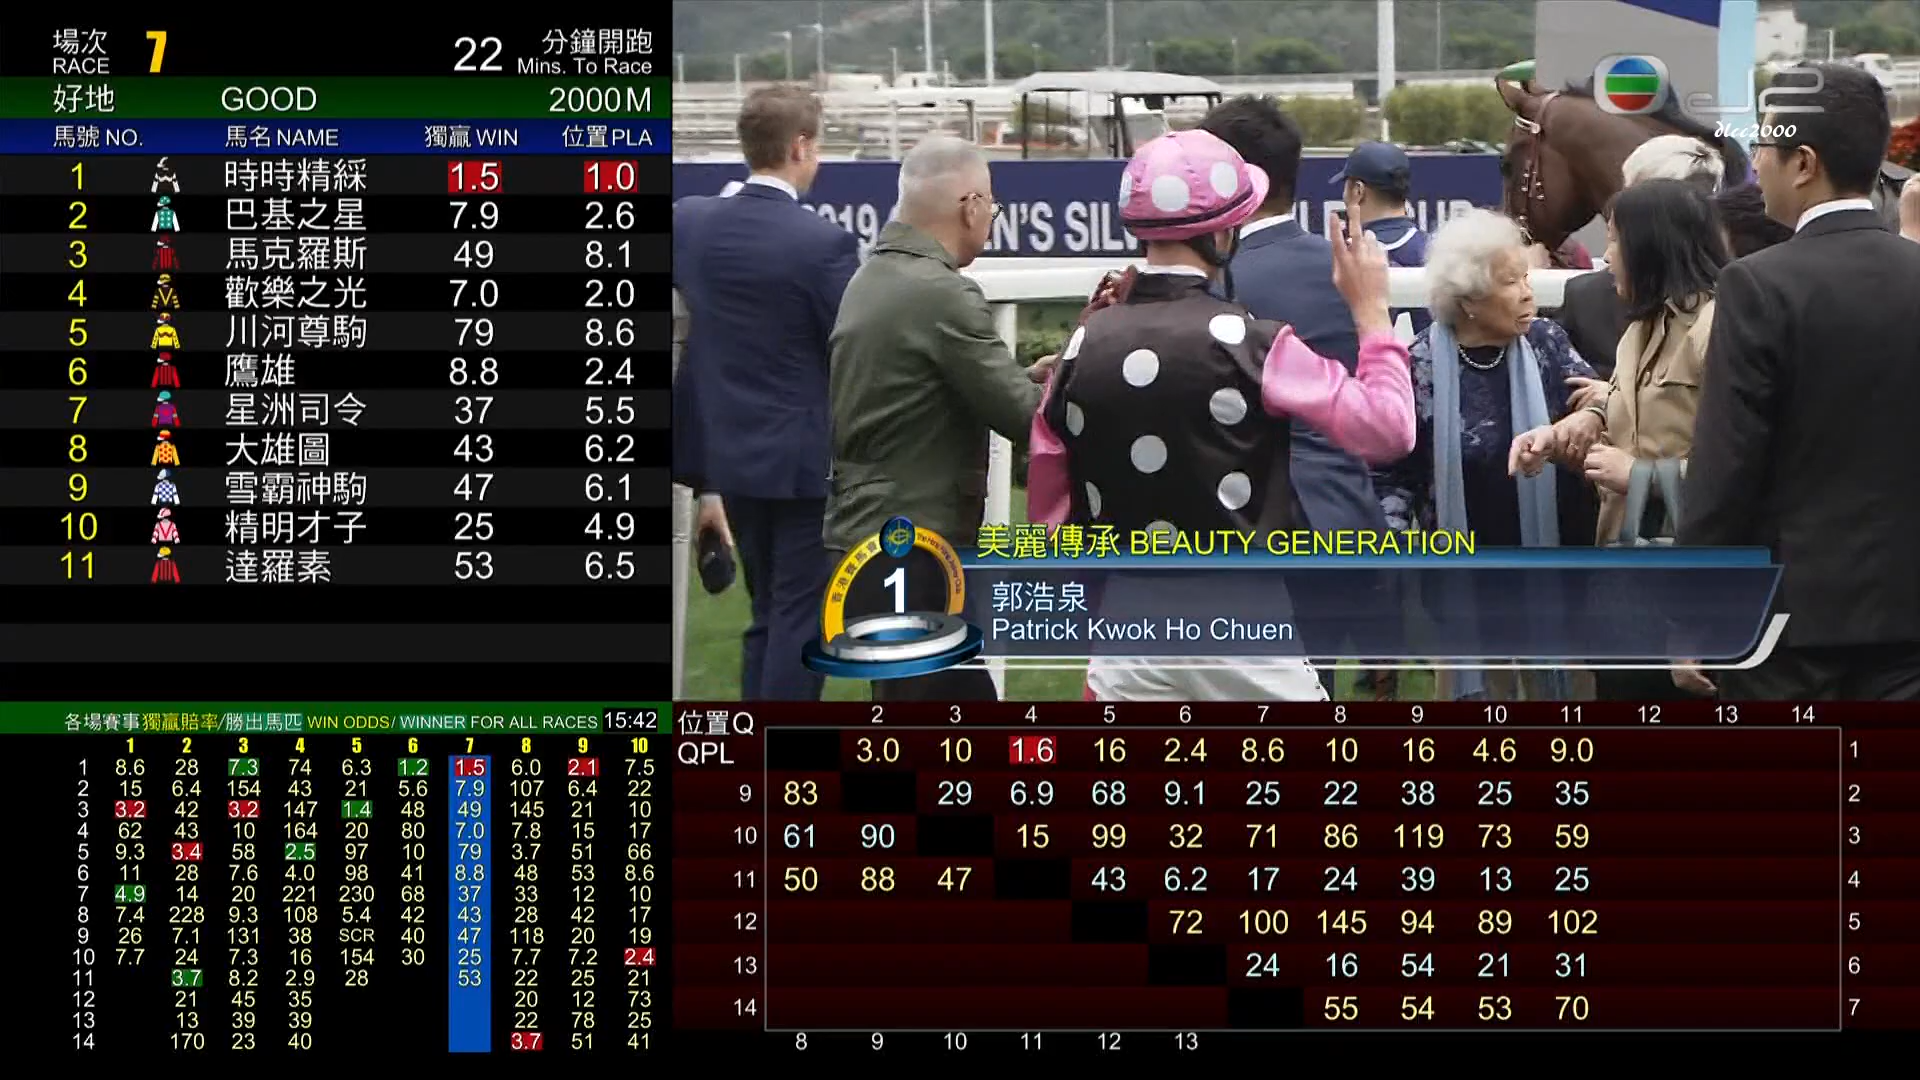 場次 7 22 分鐘開跑
RACE Mins. To Race
好地 GOOD 2000M
馬號 NO. 馬名 NAME 獨贏 WIN 位置 PLA
1 時時精綵 1.5 1.0
2 巴基之星 7.9 2.6
3 馬克羅斯 49 8.1
4 歡樂之光 7.0 2.0
5 川河尊駒 79 8.6
6 鷹雄 8.8 2.4
7 星洲司令 37 5.5
8 大雄圖 43 6.2
9 雪霸神駒 47 6.1
10 精明才子 25 4.9
11 達羅素 53 6.5
J2
dlcc2000
美麗傳承 BEAUTY GENERATION
1
郭浩泉
Patrick Kwok Ho Chuen
各場賽事獨贏賠率/勝出馬匹 WIN ODDS/ WINNER FOR ALL RACES 15:42
1 2 3 4 5 6 7 8 9 10
1 8.6 28 7.3 74 6.3 1.2 1.5 6.0 2.1 7.5
2 15 6.4 154 43 21 5.6 7.9 107 6.4 22
3 3.2 42 3.2 147 1.4 48 49 145 21 10
4 62 43 10 164 20 80 7.0 7.8 15 17
5 9.3 3.4 58 2.5 97 10 79 3.7 51 66
6 11 28 7.6 4.0 98 41 8.8 48 53 8.6
7 4.9 14 20 221 230 68 37 33 12 10
8 7.4 228 9.3 108 5.4 42 43 28 42 17
9 26 7.1 131 38 SCR 40 47 118 20 19
10 7.7 24 7.3 16 154 30 25 7.7 7.2 2.4
11 3.7 8.2 2.9 28 53 22 25 21
12 21 45 35 20 12 73
13 13 39 39 22 78 25
14 170 23 40 3.7 51 41
位置Q 2 3 4 5 6 7 8 9 10 11 12 13 14
QPL 3.0 10 1.6 16 2.4 8.6 10 16 4.6 9.0 1
9 83 29 6.9 68 9.1 25 22 38 25 35 2
10 61 90 15 99 32 71 86 119 73 59 3
11 50 88 47 43 6.2 17 24 39 13 25 4
12 72 100 145 94 89 102 5
13 24 16 54 21 31 6
14 55 54 53 70 7
8 9 10 11 12 13